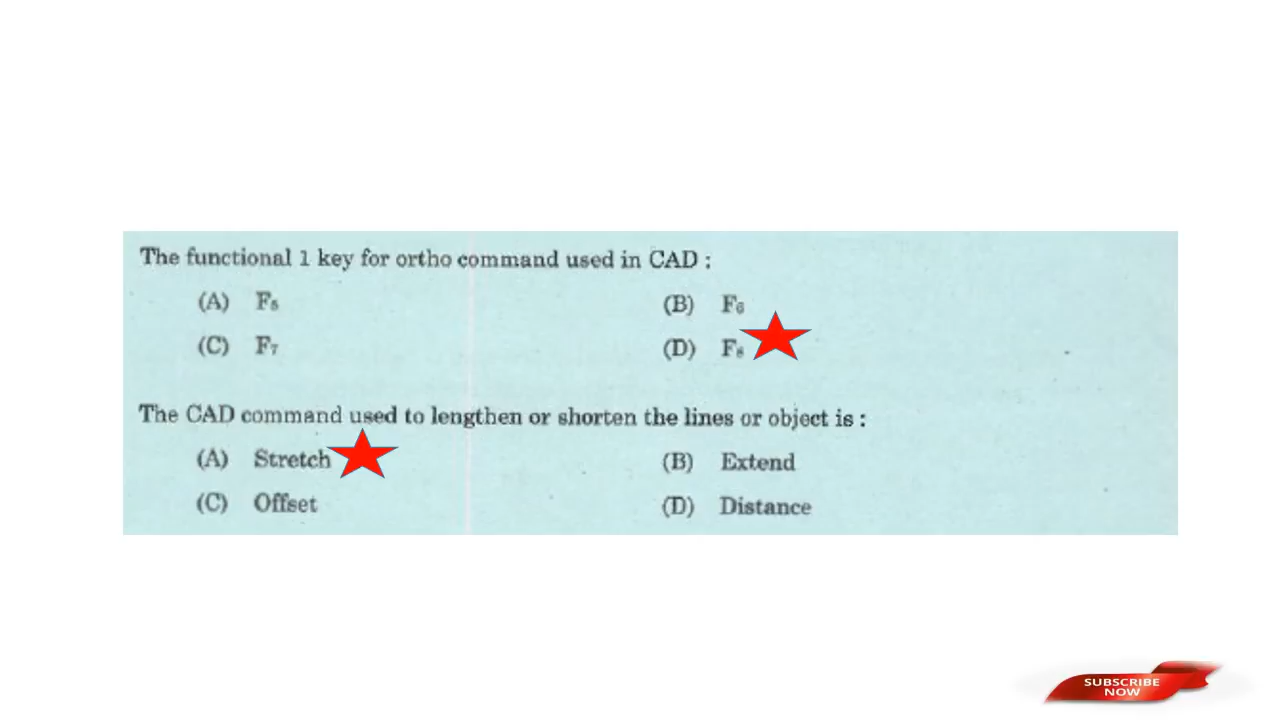 The functional 1 key for ortho command used in CAD :
(A) F5 (B) F6
(C) F7 (D) F8
The CAD command used to lengthen or shorten the lines or object is :
(A) Stretch (B) Extend
(C) Offset (D) Distance
SUBSCRIBE
NOW